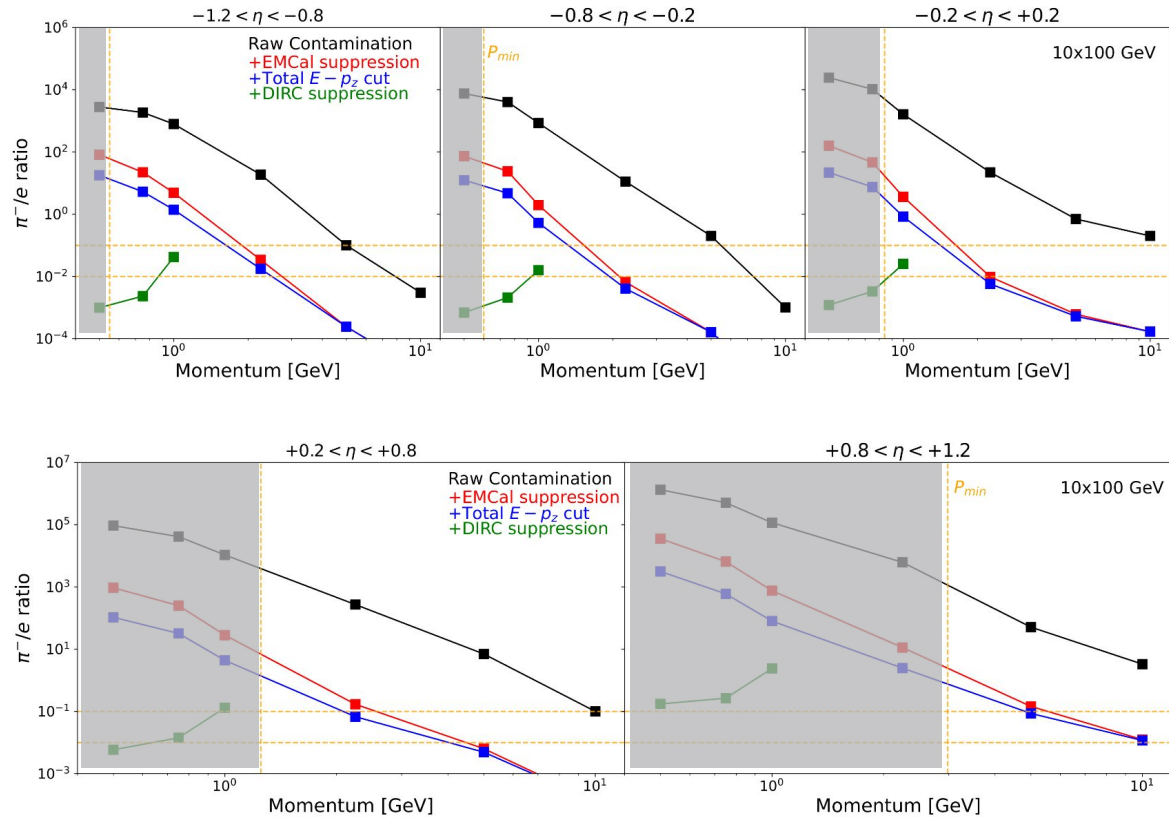 −1.2 < η < −0.8
−0.8 < η < −0.2
−0.2 < η < +0.2
10⁶
10⁴
10²
10⁰
10⁻²
10⁻⁴
π⁻/e ratio
Raw Contamination
+EMCal suppression
+Total E − p_z cut
+DIRC suppression
P_min
10x100 GeV
10⁰ 10¹
10⁰ 10¹
10⁰ 10¹
Momentum [GeV]
Momentum [GeV]
Momentum [GeV]
+0.2 < η < +0.8
+0.8 < η < +1.2
10⁷
10⁵
10³
10¹
10⁻¹
10⁻³
π⁻/e ratio
Raw Contamination
+EMCal suppression
+Total E − p_z cut
+DIRC suppression
P_min
10x100 GeV
10⁰ 10¹
10⁰ 10¹
Momentum [GeV]
Momentum [GeV]